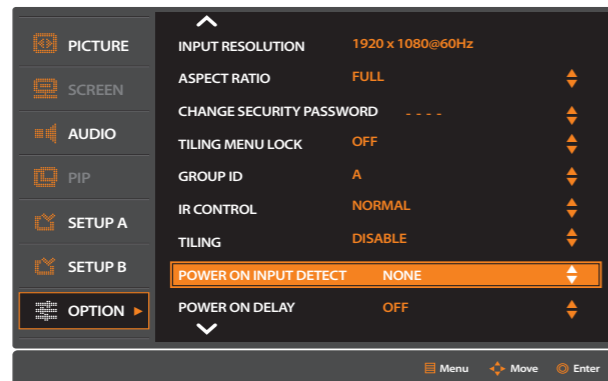 PICTURE
SCREEN
AUDIO
PIP
SETUP A
SETUP B
OPTION
INPUT RESOLUTION 1920 x 1080@60Hz
ASPECT RATIO FULL
CHANGE SECURITY PASSWORD - - - -
TILING MENU LOCK OFF
GROUP ID A
IR CONTROL NORMAL
TILING DISABLE
POWER ON INPUT DETECT NONE
POWER ON DELAY OFF
Menu Move Enter